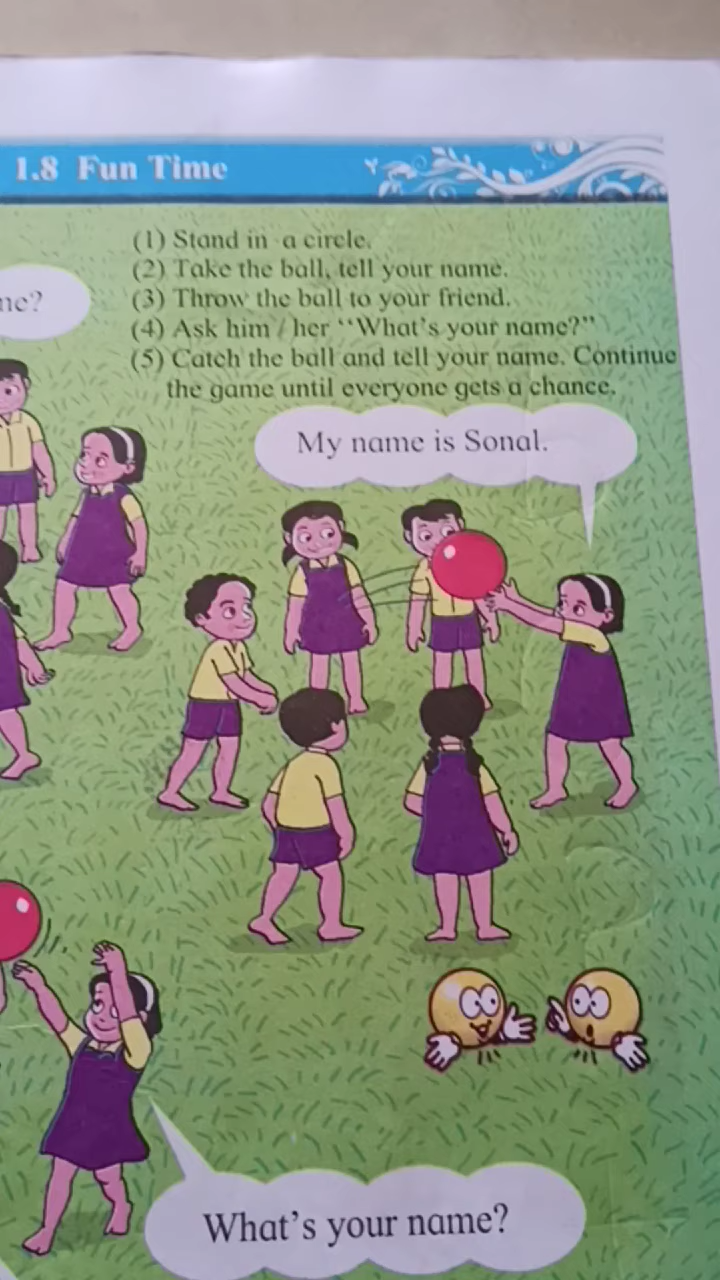 1.8 Fun Time
(1) Stand in a circle.
(2) Take the ball, tell your name.
(3) Throw the ball to your friend.
(4) Ask him / her ‘‘What’s your name?”
(5) Catch the ball and tell your name. Continue
the game until everyone gets a chance.
My name is Sonal.
What’s your name?